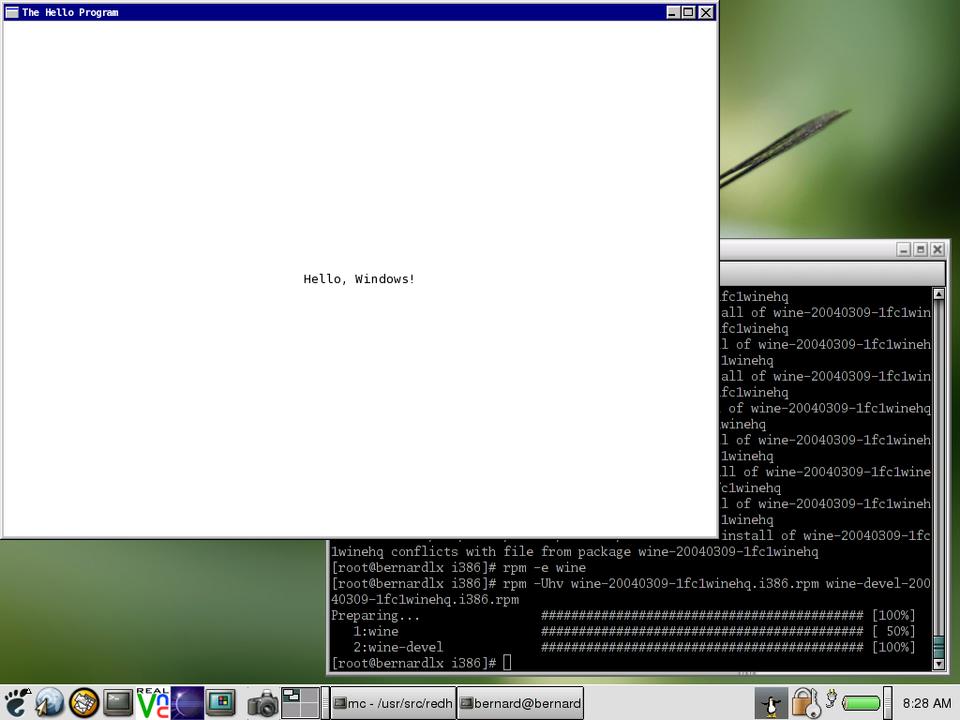 The Hello Program
Hello, Windows!
fc1winehq
all of wine-20040309-1fc1win
fc1winehq
l of wine-20040309-1fc1wineh
1winehq
all of wine-20040309-1fc1win
fc1winehq
of wine-20040309-1fc1winehq
winehq
l of wine-20040309-1fc1wineh
1winehq
ll of wine-20040309-1fc1wine
c1winehq
l of wine-20040309-1fc1wineh
1winehq
install of wine-20040309-1fc
1winehq conflicts with file from package wine-20040309-1fc1winehq
[root@bernardlx i386]# rpm -e wine
[root@bernardlx i386]# rpm -Uhv wine-20040309-1fc1winehq.i386.rpm wine-devel-200
40309-1fc1winehq.i386.rpm
Preparing... ########################################### [100%]
1:wine ########################################### [ 50%]
2:wine-devel ########################################### [100%]
[root@bernardlx i386]#
REAL
VNC
mc - /usr/src/redh
bernard@bernard
8:28 AM